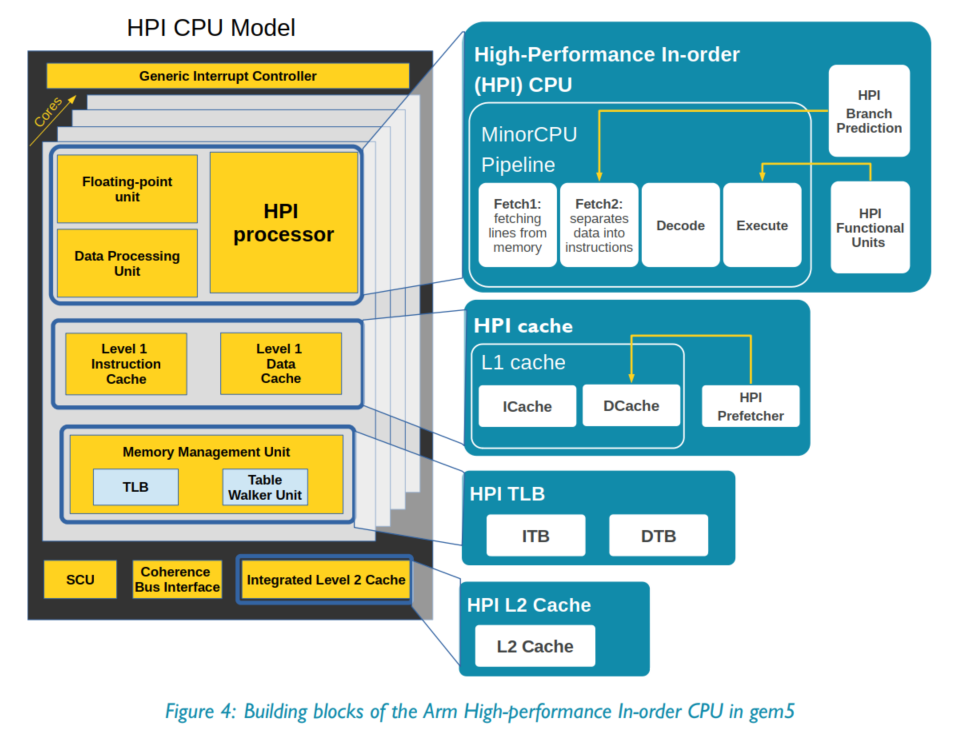 HPI CPU Model
Generic Interrupt Controller
Cores
Floating-point
unit
Data Processing
Unit
HPI
processor
Level 1
Instruction
Cache
Level 1
Data
Cache
Memory Management Unit
TLB
Table
Walker Unit
SCU
Coherence
Bus Interface
Integrated Level 2 Cache
High-Performance In-order
(HPI) CPU
MinorCPU
Pipeline
Fetch1:
fetching
lines from
memory
Fetch2:
separates
data into
instructions
Decode
Execute
HPI
Branch
Prediction
HPI
Functional
Units
HPI cache
L1 cache
ICache
DCache
HPI
Prefetcher
HPI TLB
ITB
DTB
HPI L2 Cache
L2 Cache
Figure 4: Building blocks of the Arm High-performance In-order CPU in gem5